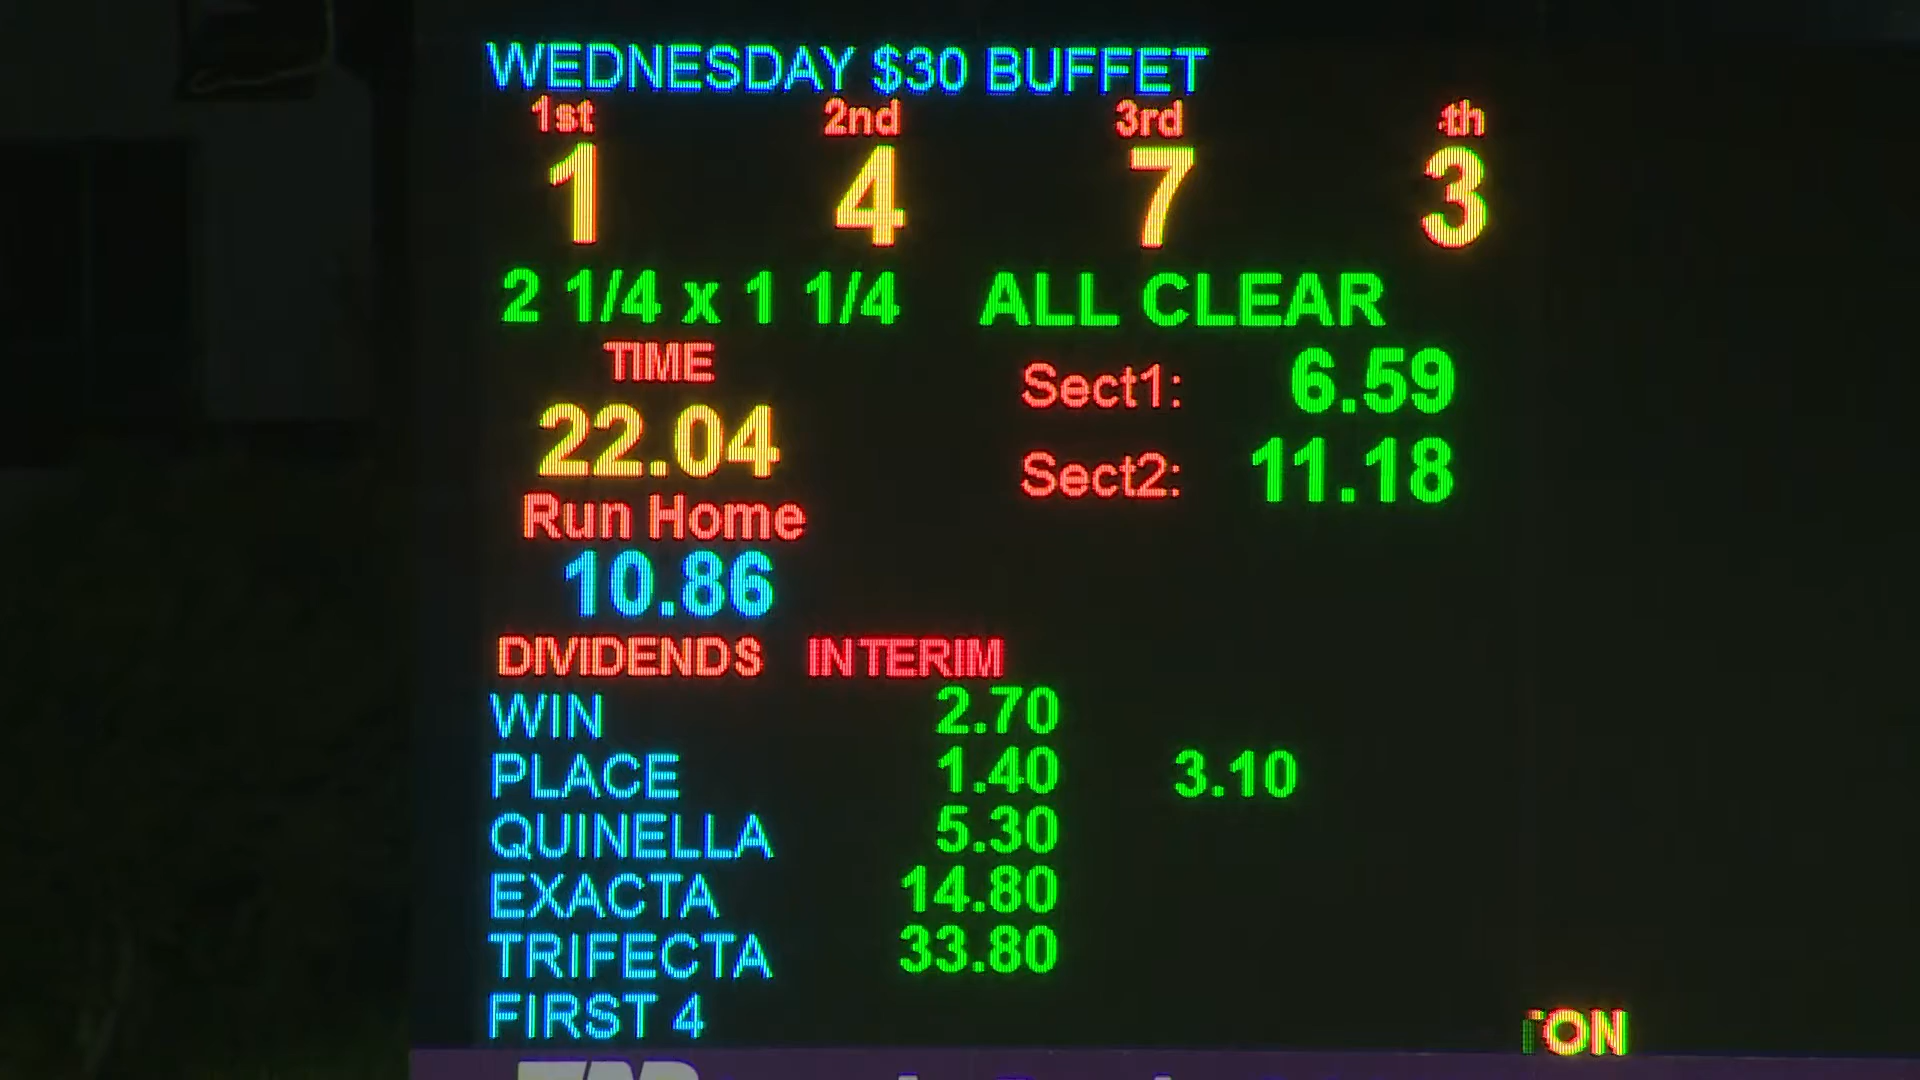 WEDNESDAY $30 BUFFET
1st 2nd 3rd th
1 4 7 3
2 1/4 x 1 1/4 ALL CLEAR
TIME
22.04
Sect1: 6.59
Sect2: 11.18
Run Home
10.86
DIVIDENDS INTERIM
WIN 2.70
PLACE 1.40 3.10
QUINELLA 5.30
EXACTA 14.80
TRIFECTA 33.80
FIRST 4
TON